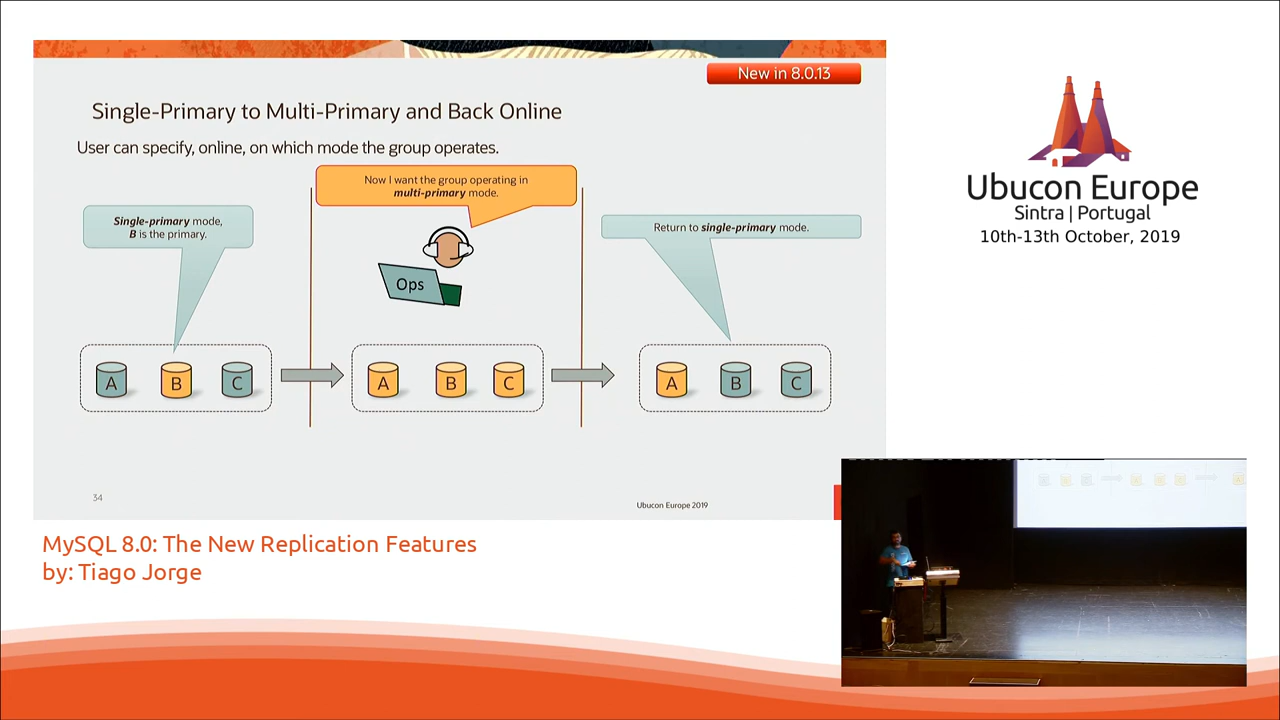 New in 8.0.13
Single-Primary to Multi-Primary and Back Online
User can specify, online, on which mode the group operates.
Now I want the group operating in
multi-primary mode.
Single-primary mode,
B is the primary.
Return to single-primary mode.
Ops
A B C
A B C
A B C
34
Ubucon Europe 2019
Ubucon Europe
Sintra | Portugal
10th-13th October, 2019
MySQL 8.0: The New Replication Features
by: Tiago Jorge